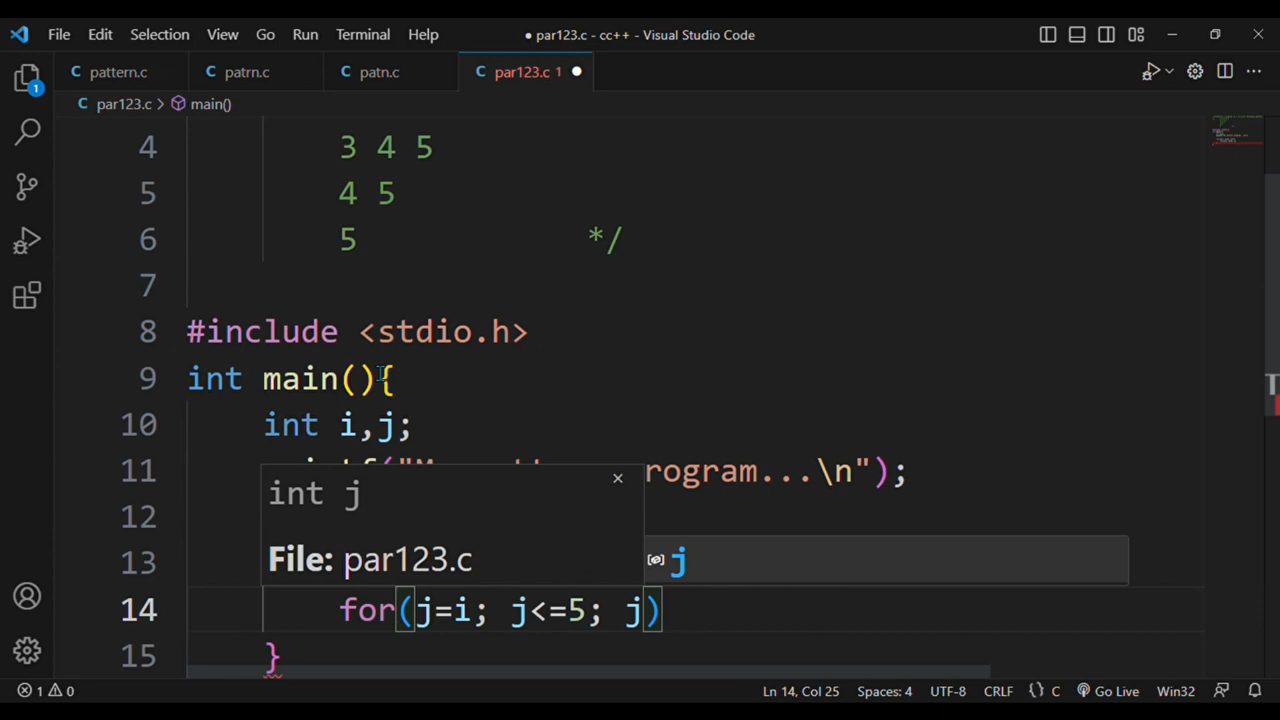 File Edit Selection View Go Run Terminal Help
● par123.c - cc++ - Visual Studio Code
C pattern.c C patrn.c C patn.c C par123.c 1 ●
C par123.c > main()
1
4 3 4 5
5 4 5
6 5 */
7
8 #include <stdio.h>
9 int main(){
10 int i,j;
11 rogram...\n");
int j ×
12
File: par123.c
13 j
14 for(j=i; j<=5; j)
15 }
1 0 Ln 14, Col 25 Spaces: 4 UTF-8 CRLF {} C Go Live Win32